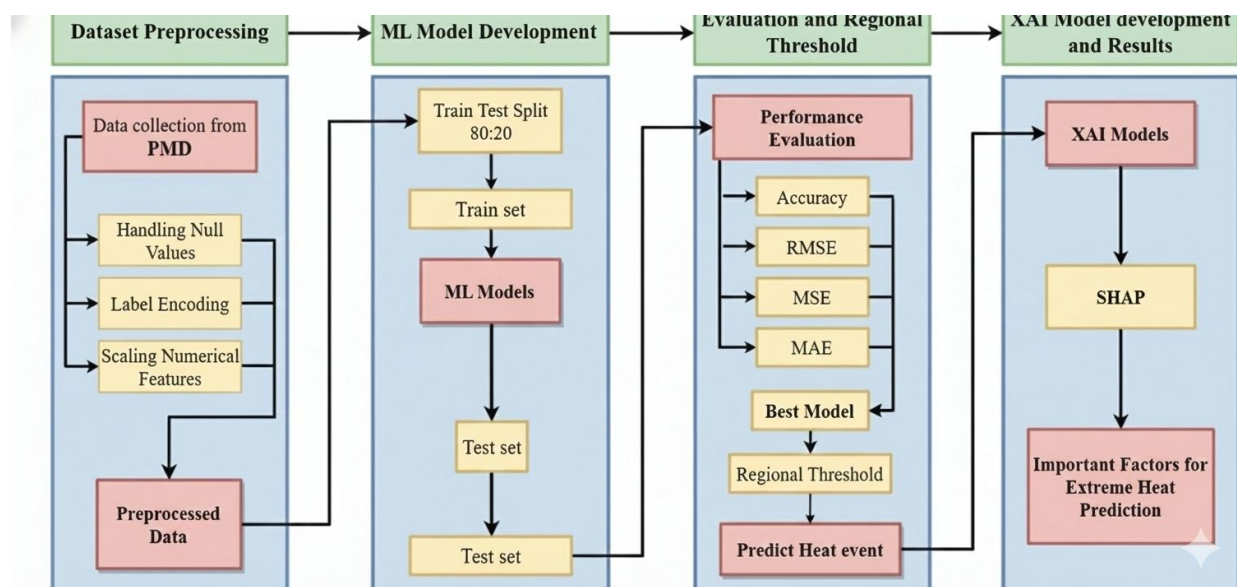 Dataset Preprocessing
ML Model Development
Evaluation and Regional
Threshold
XAI Model development
and Results
Data collection from
PMD
Handling Null
Values
Label Encoding
Scaling Numerical
Features
Preprocessed
Data
Train Test Split
80:20
Train set
ML Models
Test set
Test set
Performance
Evaluation
Accuracy
RMSE
MSE
MAE
Best Model
Regional Threshold
Predict Heat event
XAI Models
SHAP
Important Factors for
Extreme Heat
Prediction